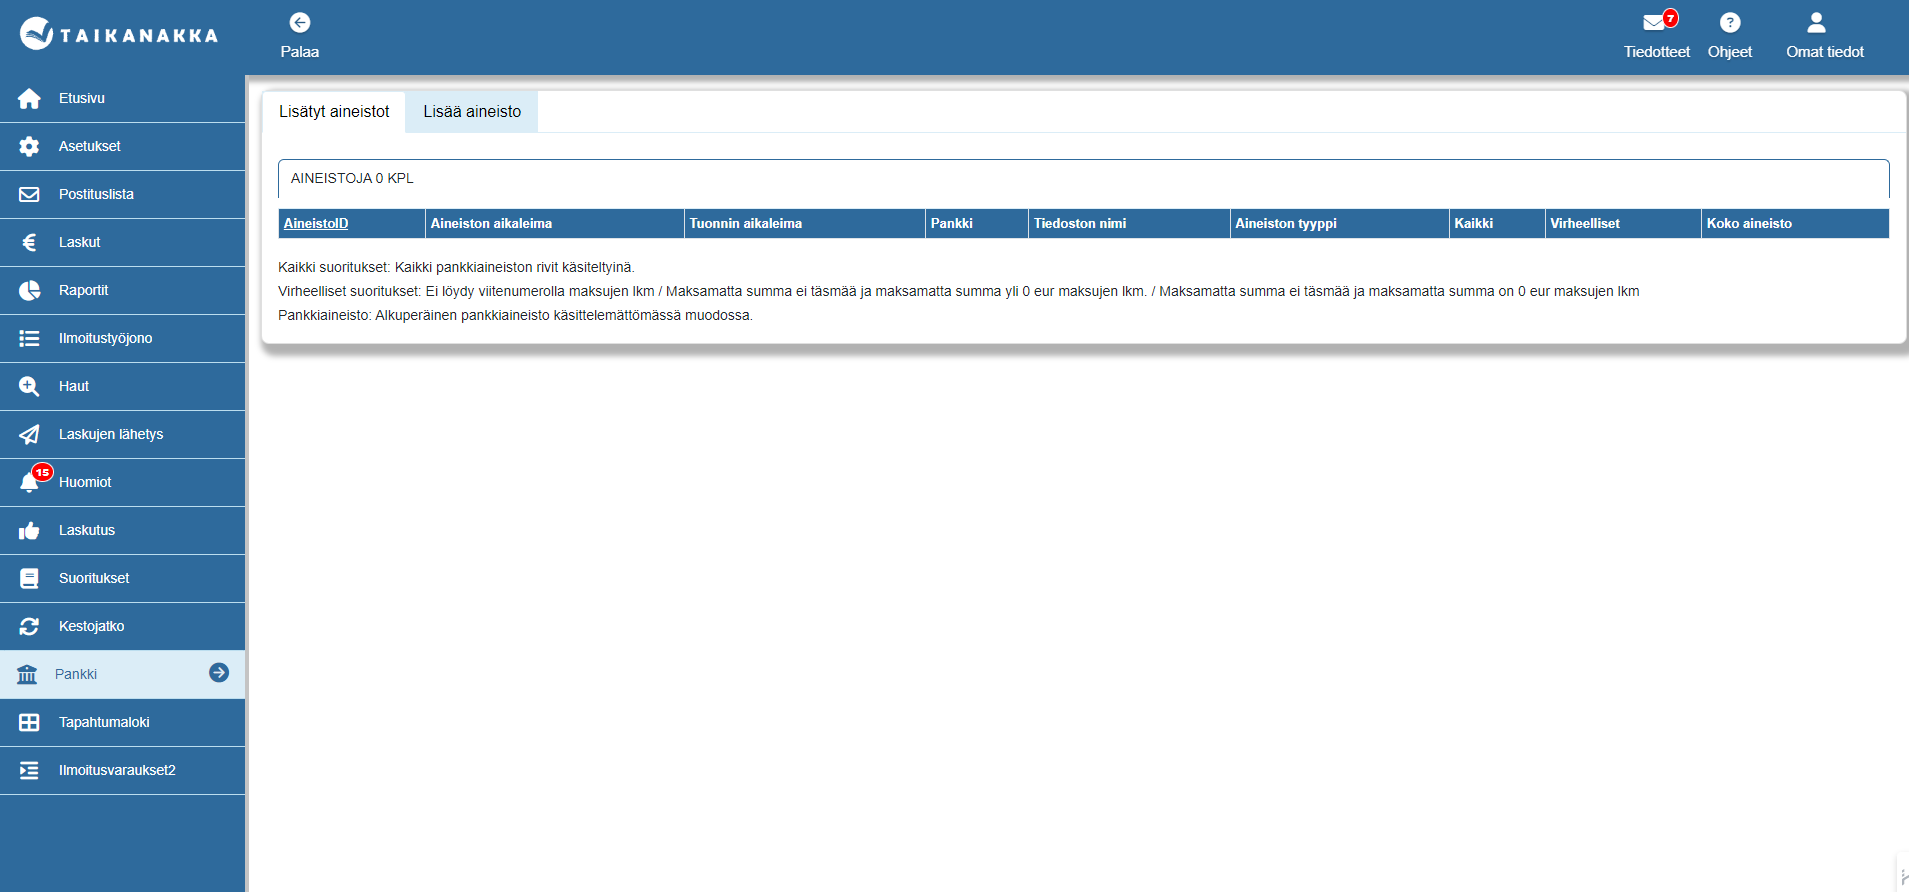 TAIKANAKKA
Palaa
7
Tiedotteet
Ohjeet
Omat tiedot
Etusivu
Asetukset
Postituslista
Laskut
Raportit
Ilmoitustyöjono
Haut
Laskujen lähetys
15
Huomiot
Laskutus
Suoritukset
Kestojatko
Pankki
Tapahtumaloki
Ilmoitusvaraukset2
Lisätyt aineistot Lisää aineisto
AINEISTOJA 0 KPL
AineistoID Aineiston aikaleima Tuonnin aikaleima Pankki Tiedoston nimi Aineiston tyyppi Kaikki Virheelliset Koko aineisto
Kaikki suoritukset: Kaikki pankkiaineiston rivit käsiteltyinä.
Virheelliset suoritukset: Ei löydy viitenumerolla maksujen lkm / Maksamatta summa ei täsmää ja maksamatta summa yli 0 eur maksujen lkm. / Maksamatta summa ei täsmää ja maksamatta summa on 0 eur maksujen lkm
Pankkiaineisto: Alkuperäinen pankkiaineisto käsittelemättömässä muodossa.